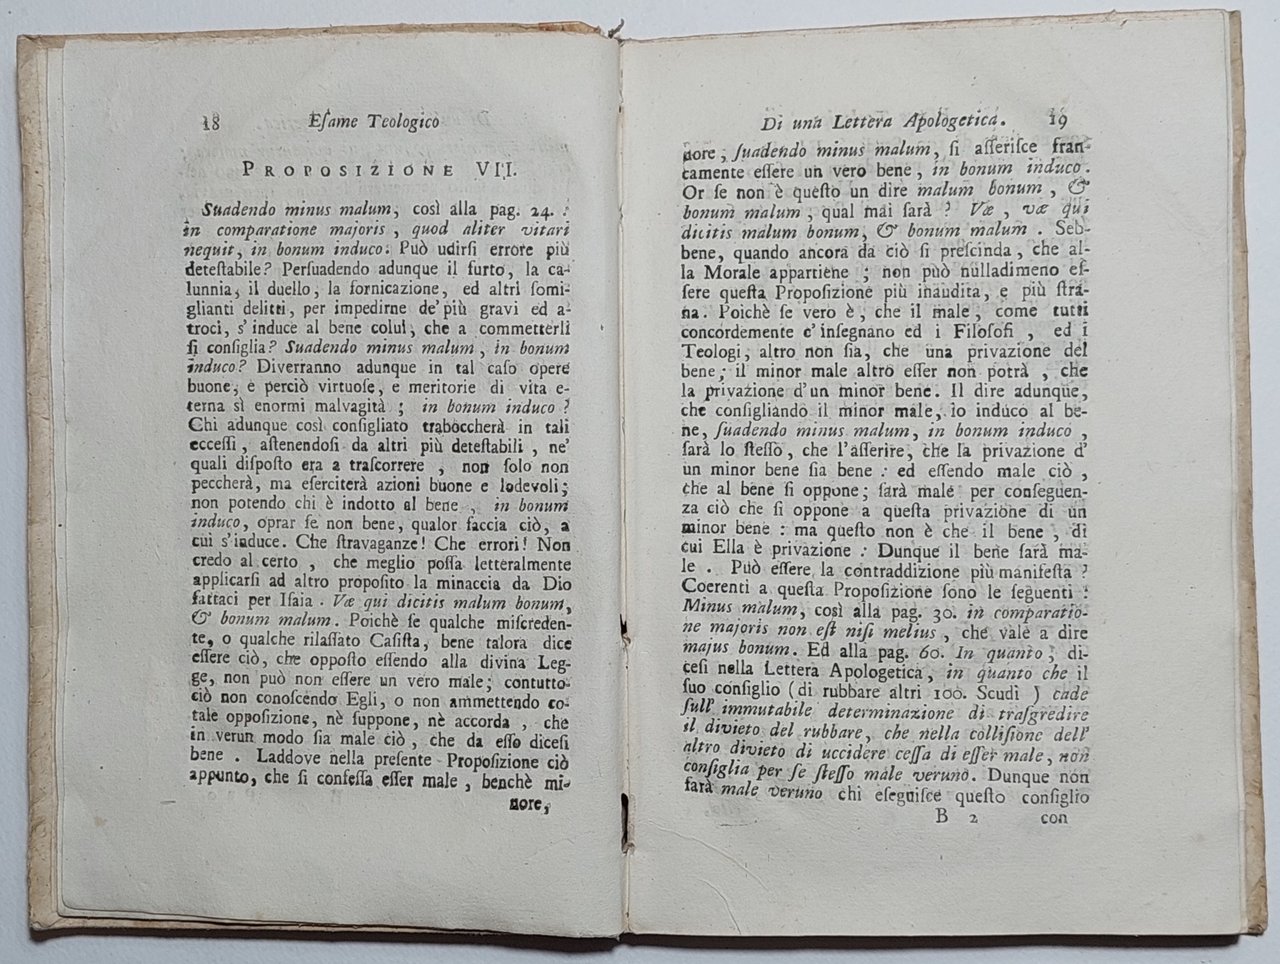 18 Eſame Teologico
PROPOSIZIONE VII.
Suadendo minus malum, così alla pag. 24. :
in comparatione majoris, quod aliter vitari
nequit, in bonum induco. Può udirſi errore più
deteſtabile? Perſuadendo adunque il furto, la ca-
lunnia, il duello, la fornicazione, ed altri ſomi-
glianti delitti, per impedirne de' più gravi ed a-
troci, s' induce al bene colui, che a commetterli
ſi conſiglia? Suadendo minus malum, in bonum
induco? Diverranno adunque in tal caſo opere
buone, e perciò virtuoſe, e meritorie di vita e-
terna sì enormi malvagità; in bonum induco?
Chi adunque così conſigliato traboccherà in tali
ecceſſi, aſtenendoſi da altri più deteſtabili, ne'
quali diſpoſto era a traſcorrere, non ſolo non
peccherà, ma eſerciterà azioni buone e lodevoli;
non potendo chi è indotto al bene, in bonum
induco, oprar ſe non bene, qualor faccia ciò, a
cui s' induce. Che ſtravaganze! Che errori! Non
credo al certo, che meglio poſſa letteralmente
applicarſi ad altro propoſito la minaccia da Dio
fattaci per Iſaia. Væ qui dicitis malum bonum,
& bonum malum. Poichè ſe qualche miſcreden-
te, o qualche rilaſſato Caſiſta, bene talora dice
eſſere ciò, che oppoſto eſſendo alla divina Leg-
ge, non può non eſſere un vero male; contutto-
ciò non conoſcendo Egli, o non ammettendo co-
tale oppoſizione, nè ſuppone, nè accorda, che
in verun modo ſia male ciò, che da eſſo diceſi
bene. Laddove nella preſente Propoſizione ciò
appunto, che ſi confeſſa eſſer male, benchè mi-
nore,
Di una Lettera Apologetica. 19
nore, ſuadendo minus malum, ſi aſſeriſce fran-
camente eſſere un vero bene, in bonum induco.
Or ſe non è queſto un dire malum bonum, &
bonum malum, qual mai ſarà? Væ, væ qui
dicitis malum bonum, & bonum malum. Seb-
bene, quando ancora da ciò ſi preſcinda, che al-
la Morale appartiene; non può nulladimeno eſ-
ſere queſta Propoſizione più inaudita, e più ſtra-
na. Poichè ſe vero è, che il male, come tutti
concordemente c' inſegnano ed i Filoſofi, ed i
Teologi, altro non ſia, che una privazione del
bene; il minor male altro eſſer non potrà, che
la privazione d' un minor bene. Il dire adunque,
che conſigliando il minor male, io induco al be-
ne, ſuadendo minus malum, in bonum induco,
ſarà lo ſteſſo, che l' aſſerire, che la privazione d'
un minor bene ſia bene: ed eſſendo male ciò,
che al bene ſi oppone; ſarà male per conſeguen-
za ciò che ſi oppone a queſta privazione di un
minor bene: ma queſto non è che il bene, di
cui Ella è privazione: Dunque il bene ſarà ma-
le. Può eſſere la contraddizione più manifeſta?
Coerenti a queſta Propoſizione ſono le ſeguenti:
Minus malum, così alla pag. 30. in comparatio-
ne majoris non eſt niſi melius, che vale a dire
majus bonum. Ed alla pag. 60. In quanto, di-
ceſi nella Lettera Apologetica, in quanto che il
ſuo conſiglio (di rubbare altri 100. Scudi) cade
ſull' immutabile determinazione di traſgredire
il divieto del rubbare, che nella colliſione dell'
altro divieto di uccidere ceſſa di eſſer male, non
conſiglia per ſe ſteſſo male veruno. Dunque non
farà male veruno chi eſeguiſce queſto conſiglio
B 2 con